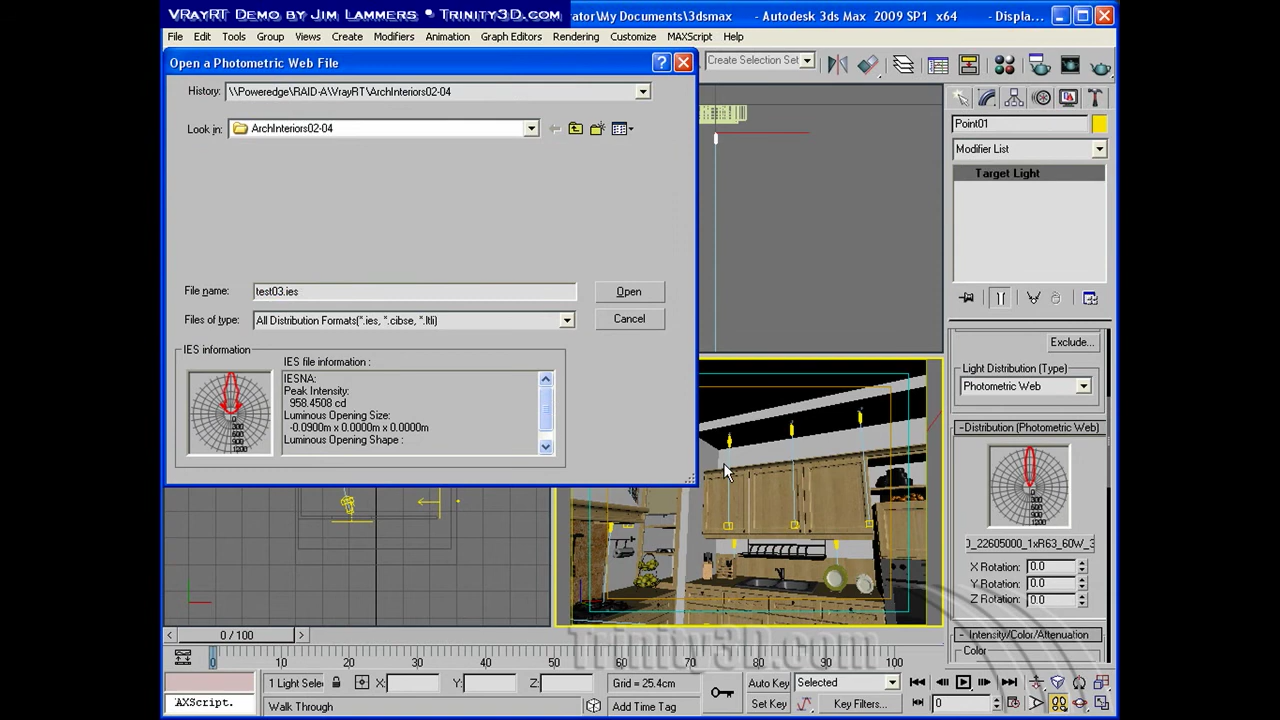 VRayRT Demo by Jim Lammers • Trinity3D.com
ator/My Documents\3dsmax - Autodesk 3ds Max 2009 SP1 x64 - Displa...
File Edit Tools Group Views Create Modifiers Animation Graph Editors Rendering Customize MAXScript Help
Open a Photometric Web File
Create Selection Set
History: \\Poweredge\RAID-A\VrayRT\ArchInteriors02-04
Look in: ArchInteriors02-04
Point01
Modifier List
Target Light
File name: test03.ies
Open
Files of type: All Distribution Formats(*.ies, *.cibse, *.ltli)
Cancel
Exclude...
IES information
IES file information :
IESNA:
Peak Intensity:
958.4508 cd
Luminous Opening Size:
-0.0900m x 0.0000m x 0.0000m
Luminous Opening Shape :
Light Distribution (Type)
Photometric Web
- Distribution (Photometric Web)
0_22605000_1xR63_60W_3
X Rotation: 0.0
Y Rotation: 0.0
Z Rotation: 0.0
- Intensity/Color/Attenuation
Color
Trinity3D.com
< 0 / 100 >
0 10 20 30 40 50 60 70 80 90 100
1 Light Sele X: Y: Z: Grid = 25.4cm Auto Key Selected
'AXScript. Walk Through Add Time Tag Set Key Key Filters... 0